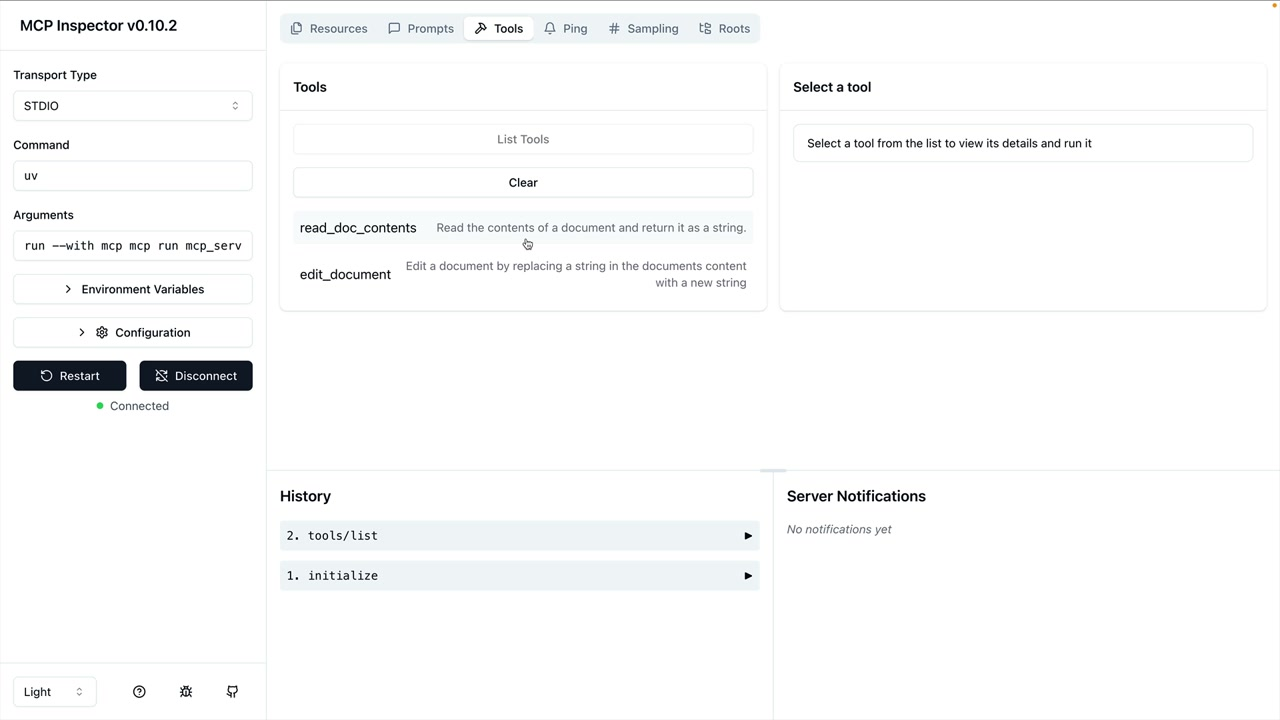 MCP Inspector v0.10.2
Transport Type
STDIO
Command
uv
Arguments
run --with mcp mcp run mcp_serv
Environment Variables
Configuration
Restart
Disconnect
Connected
Light
Resources
Prompts
Tools
Ping
Sampling
Roots
Tools
List Tools
Clear
read_doc_contents
Read the contents of a document and return it as a string.
edit_document
Edit a document by replacing a string in the documents content
with a new string
Select a tool
Select a tool from the list to view its details and run it
History
2. tools/list
1. initialize
Server Notifications
No notifications yet